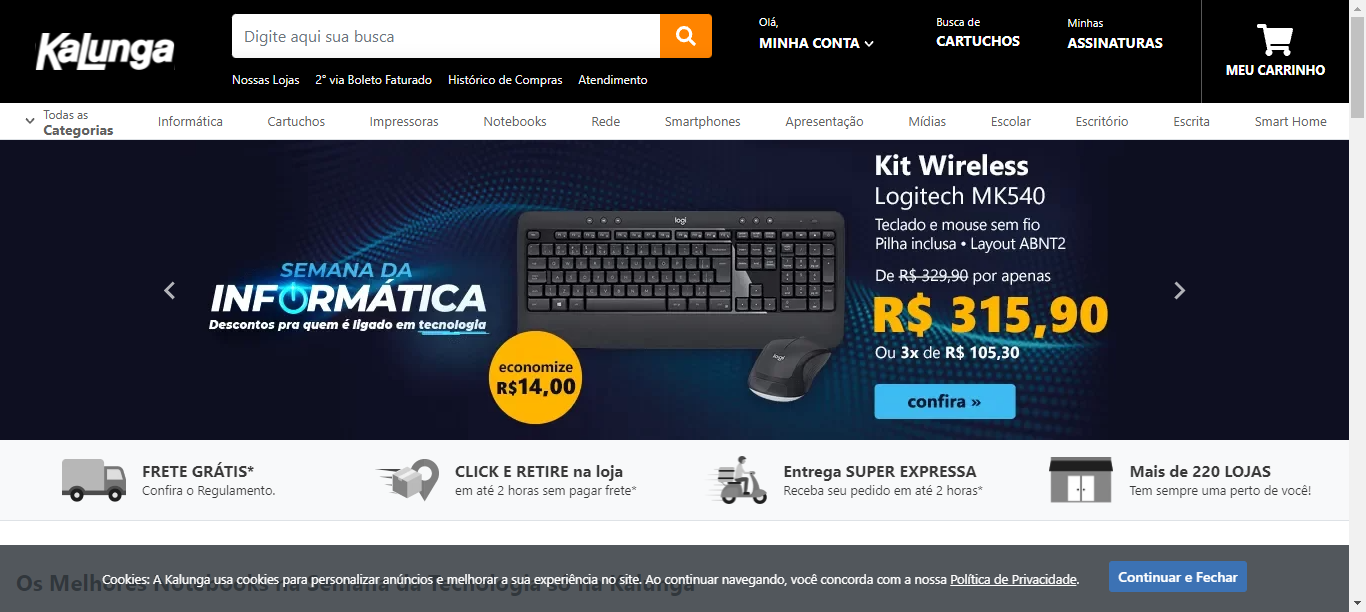 Kalunga
Digite aqui sua busca
Olá,
MINHA CONTA
Busca de
CARTUCHOS
Minhas
ASSINATURAS
MEU CARRINHO
Nossas Lojas 2° via Boleto Faturado Histórico de Compras Atendimento
Todas as
Categorias
Informática Cartuchos Impressoras Notebooks Rede Smartphones Apresentação Mídias Escolar Escritório Escrita Smart Home
SEMANA DA
INFORMÁTICA
Descontos pra quem é ligado em tecnologia
economize
R$14,00
logi
logi
Kit Wireless
Logitech MK540
Teclado e mouse sem fio
Pilha inclusa • Layout ABNT2
De R$ 329,90 por apenas
R$ 315,90
Ou 3x de R$ 105,30
confira »
FRETE GRÁTIS*
Confira o Regulamento.
CLICK E RETIRE na loja
em até 2 horas sem pagar frete*
Entrega SUPER EXPRESSA
Receba seu pedido em até 2 horas*
Mais de 220 LOJAS
Tem sempre uma perto de você!
Os Melhores Notebooks na Semana da Tecnologia só na Kalunga
Cookies: A Kalunga usa cookies para personalizar anúncios e melhorar a sua experiência no site. Ao continuar navegando, você concorda com a nossa Política de Privacidade.
Continuar e Fechar